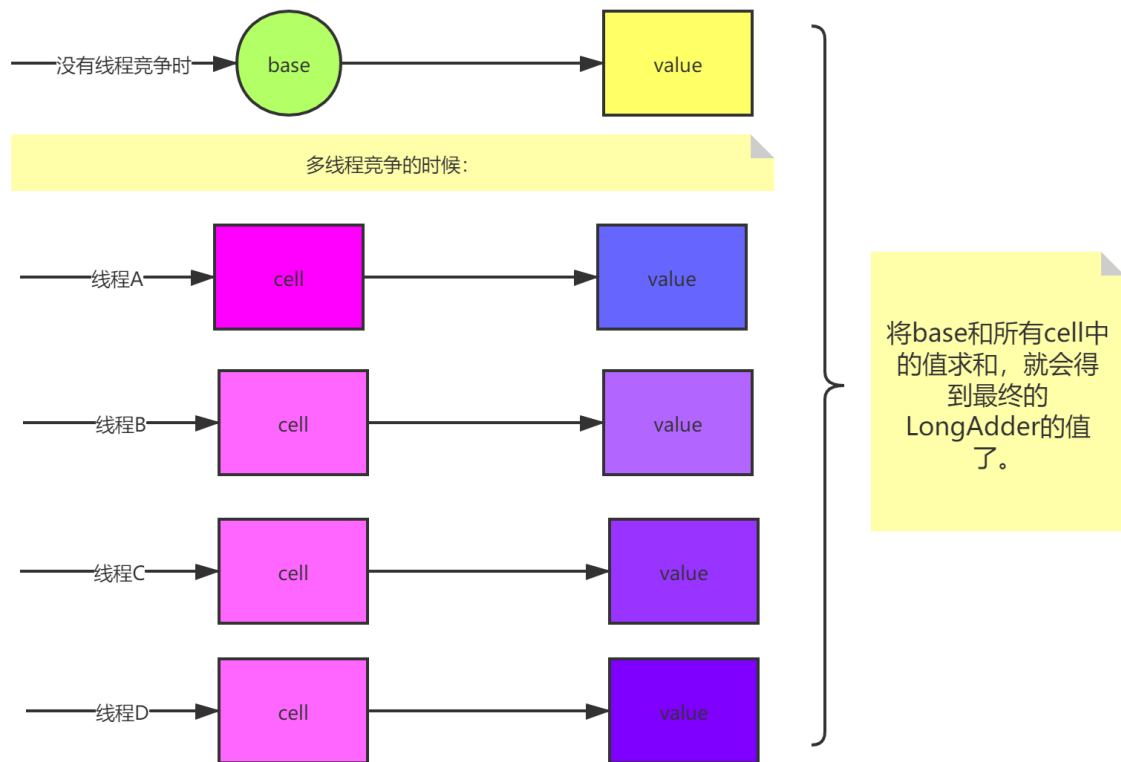 没有线程竞争时
base
value
多线程竞争的时候：
线程A
cell
value
线程B
cell
value
线程C
cell
value
线程D
cell
value
将base和所有cell中
的值求和，就会得
到最终的
LongAdder的值
了。